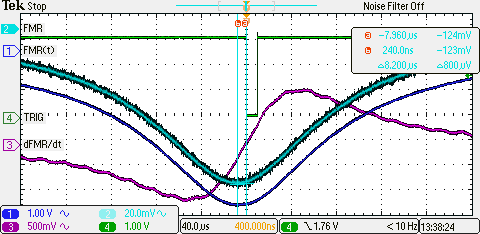 Tek Stop Noise Filter Off
2 FMR
a -7.960µs -124mV
1 FMR(t)
b 240.0ns -123mV
△8.200µs △800µV
4 TRIG
3 dFMR/dt
1 1.00 V 2 20.0mV 40.0µs 400.000ns 4 1.76 V < 10 Hz
3 500mV 4 1.00 V 13:38:24